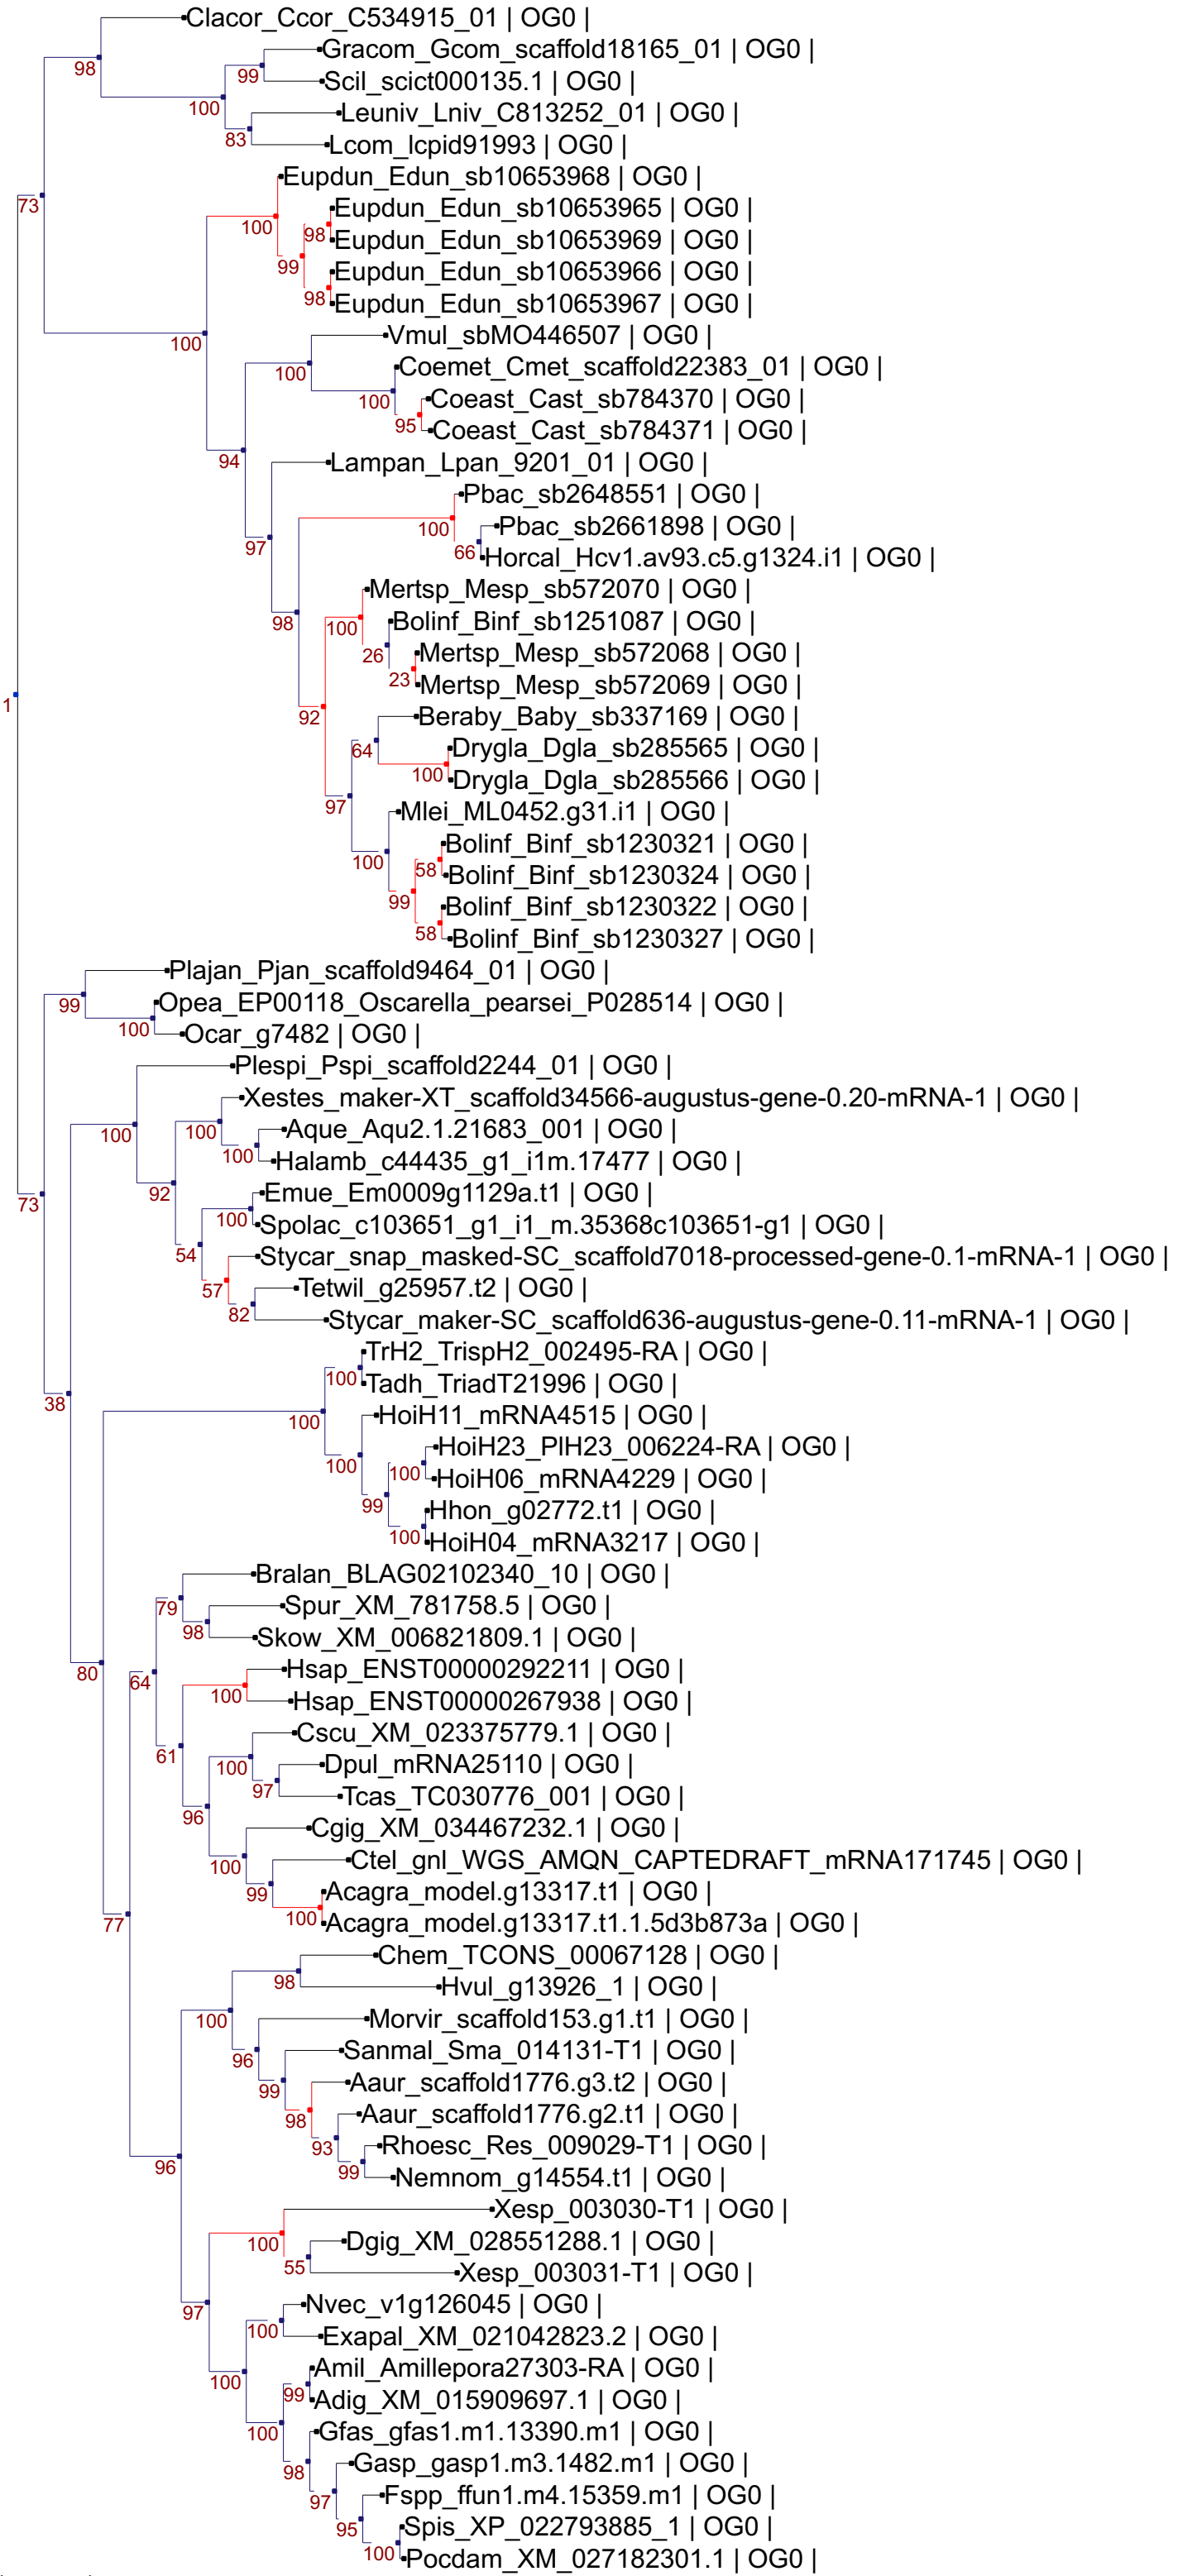 Clacor_Ccor_C534915_01 | OG0 |
Gracom_Gcom_scaffold18165_01 | OG0 |
98
99
Scil_scict000135.1 | OG0 |
100
Leuniv_Lniv_C813252_01 | OG0 |
83
Lcom_lcpid91993 | OG0 |
Eupdun_Edun_sb10653968 | OG0 |
73
Eupdun_Edun_sb10653965 | OG0 |
100
98
Eupdun_Edun_sb10653969 | OG0 |
99
Eupdun_Edun_sb10653966 | OG0 |
98
Eupdun_Edun_sb10653967 | OG0 |
Vmul_sbMO446507 | OG0 |
100
Coemet_Cmet_scaffold22383_01 | OG0 |
100
Coeast_Cast_sb784370 | OG0 |
100
95
Coeast_Cast_sb784371 | OG0 |
94
Lampan_Lpan_9201_01 | OG0 |
Pbac_sb2648551 | OG0 |
100
Pbac_sb2661898 | OG0 |
97
66
Horcal_Hcv1.av93.c5.g1324.i1 | OG0 |
Mertsp_Mesp_sb572070 | OG0 |
98
100
Bolinf_Binf_sb1251087 | OG0 |
26
Mertsp_Mesp_sb572068 | OG0 |
23
Mertsp_Mesp_sb572069 | OG0 |
1
92
Beraby_Baby_sb337169 | OG0 |
64
Drygla_Dgla_sb285565 | OG0 |
100
Drygla_Dgla_sb285566 | OG0 |
97
Mlei_ML0452.g31.i1 | OG0 |
Bolinf_Binf_sb1230321 | OG0 |
100
58
Bolinf_Binf_sb1230324 | OG0 |
99
Bolinf_Binf_sb1230322 | OG0 |
58
Bolinf_Binf_sb1230327 | OG0 |
Plajan_Pjan_scaffold9464_01 | OG0 |
99
Opea_EP00118_Oscarella_pearsei_P028514 | OG0 |
100
Ocar_g7482 | OG0 |
Plespi_Pspi_scaffold2244_01 | OG0 |
Xestes_maker-XT_scaffold34566-augustus-gene-0.20-mRNA-1 | OG0 |
100
100
Aque_Aqu2.1.21683_001 | OG0 |
100
Halamb_c44435_g1_i1m.17477 | OG0 |
92
Emue_Em0009g1129a.t1 | OG0 |
73
100
Spolac_c103651_g1_i1_m.35368c103651-g1 | OG0 |
54
Stycar_snap_masked-SC_scaffold7018-processed-gene-0.1-mRNA-1 | OG0 |
57
Tetwil_g25957.t2 | OG0 |
82
Stycar_maker-SC_scaffold636-augustus-gene-0.11-mRNA-1 | OG0 |
TrH2_TrispH2_002495-RA | OG0 |
100
Tadh_TriadT21996 | OG0 |
38
HoiH11_mRNA4515 | OG0 |
100
HoiH23_PlH23_006224-RA | OG0 |
100
100
HoiH06_mRNA4229 | OG0 |
99
Hhon_g02772.t1 | OG0 |
100
HoiH04_mRNA3217 | OG0 |
Bralan_BLAG02102340_10 | OG0 |
79
Spur_XM_781758.5 | OG0 |
98
Skow_XM_006821809.1 | OG0 |
80
64
Hsap_ENST00000292211 | OG0 |
100
Hsap_ENST00000267938 | OG0 |
Cscu_XM_023375779.1 | OG0 |
61
100
Dpul_mRNA25110 | OG0 |
97
Tcas_TC030776_001 | OG0 |
96
Cgig_XM_034467232.1 | OG0 |
100
Ctel_gnl_WGS_AMQN_CAPTEDRAFT_mRNA171745 | OG0 |
99
Acagra_model.g13317.t1 | OG0 |
100
77
Acagra_model.g13317.t1.1.5d3b873a | OG0 |
Chem_TCONS_00067128 | OG0 |
98
Hvul_g13926_1 | OG0 |
100
Morvir_scaffold153.g1.t1 | OG0 |
96
Sanmal_Sma_014131-T1 | OG0 |
99
Aaur_scaffold1776.g3.t2 | OG0 |
98
Aaur_scaffold1776.g2.t1 | OG0 |
93
Rhoesc_Res_009029-T1 | OG0 |
96
99
Nemnom_g14554.t1 | OG0 |
Xesp_003030-T1 | OG0 |
100
Dgig_XM_028551288.1 | OG0 |
55
Xesp_003031-T1 | OG0 |
97
Nvec_v1g126045 | OG0 |
100
Exapal_XM_021042823.2 | OG0 |
100
Amil_Amillepora27303-RA | OG0 |
99
Adig_XM_015909697.1 | OG0 |
100
Gfas_gfas1.m1.13390.m1 | OG0 |
98
Gasp_gasp1.m3.1482.m1 | OG0 |
97
Fspp_ffun1.m4.15359.m1 | OG0 |
95
Spis_XP_022793885_1 | OG0 |
100
Pocdam_XM_027182301.1 | OG0 |